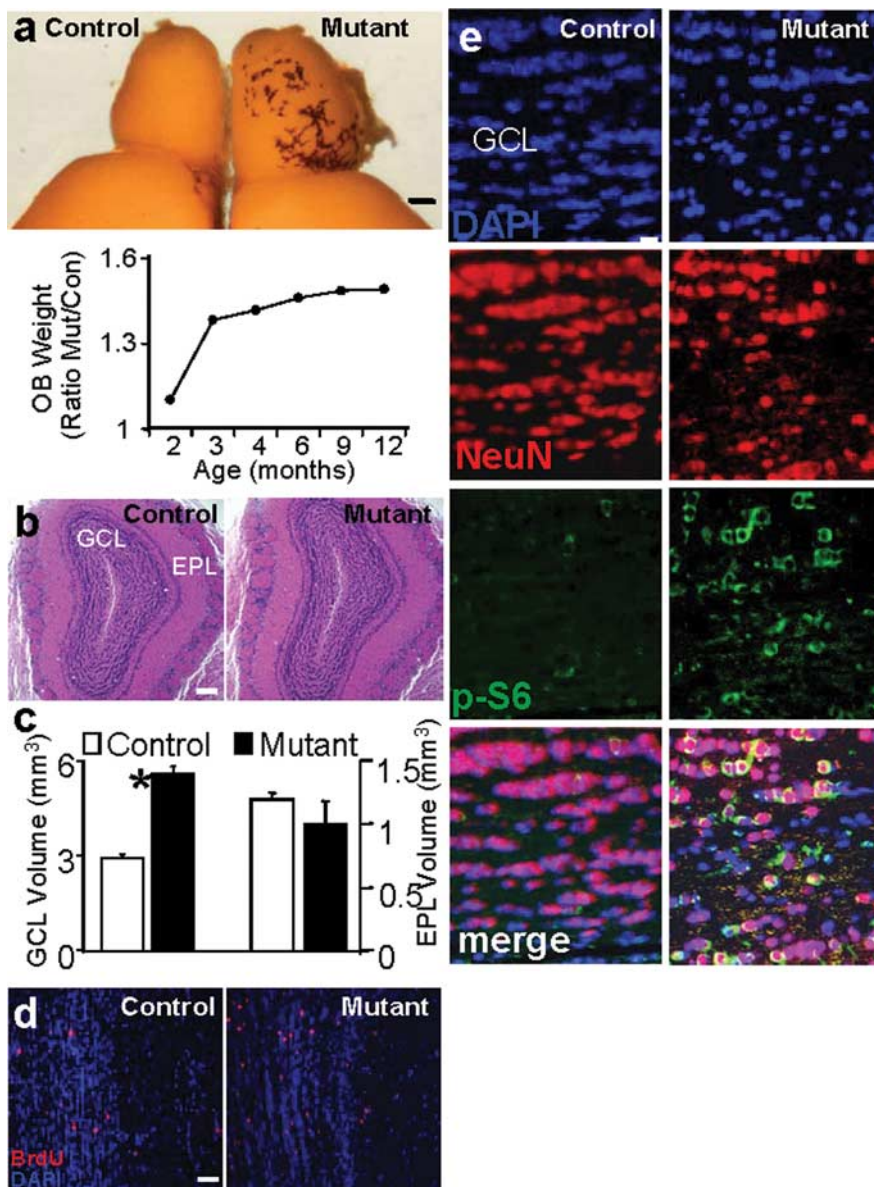 a
Control
Mutant
1.6
1.3
1
OB Weight
(Ratio Mut/Con)
2 3 4 6 9 12
Age (months)
b
Control
Mutant
GCL
EPL
c
Control
Mutant
6
3
0
GCL Volume (mm³)
*
1.5
1
0.5
0
EPL Volume (mm³)
d
Control
Mutant
BrdU
DAPI
e
Control
Mutant
GCL
DAPI
NeuN
p-S6
merge